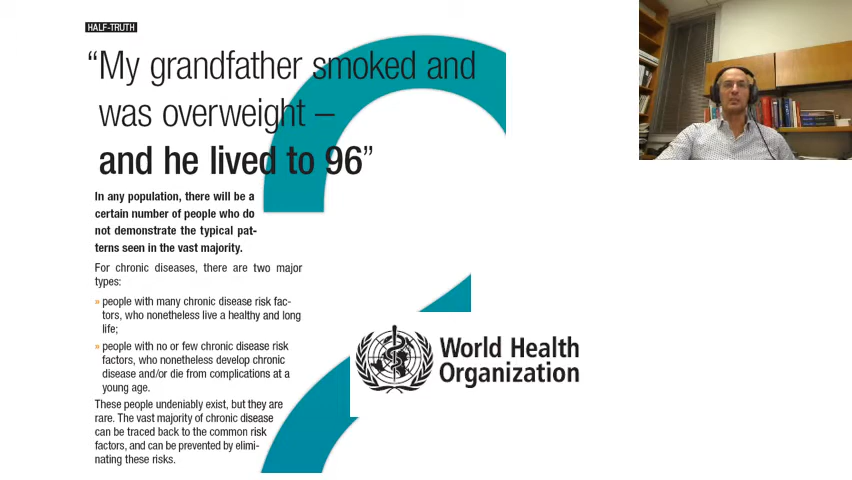 HALF-TRUTH
“My grandfather smoked and
was overweight –
and he lived to 96”
In any population, there will be a
certain number of people who do
not demonstrate the typical pat-
terns seen in the vast majority.
For chronic diseases, there are two major
types:
» people with many chronic disease risk fac-
tors, who nonetheless live a healthy and long
life;
» people with no or few chronic disease risk
factors, who nonetheless develop chronic
disease and/or die from complications at a
young age.
These people undeniably exist, but they are
rare. The vast majority of chronic disease
can be traced back to the common risk
factors, and can be prevented by elimi-
nating these risks.
World Health
Organization